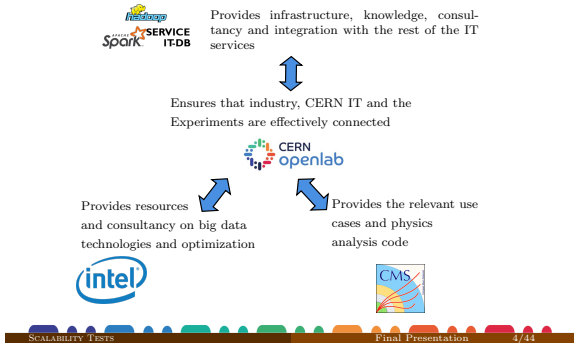 hadoop
APACHE
Spark
SERVICE
IT-DB
Provides infrastructure, knowledge, consul-
tancy and integration with the rest of the IT
services
Ensures that industry, CERN IT and the
Experiments are effectively connected
CERN
openlab
Provides resources
and consultancy on big data
technologies and optimization
Provides the relevant use
cases and physics
analysis code
intel
CMS
Scalability Tests
Final Presentation
4/44